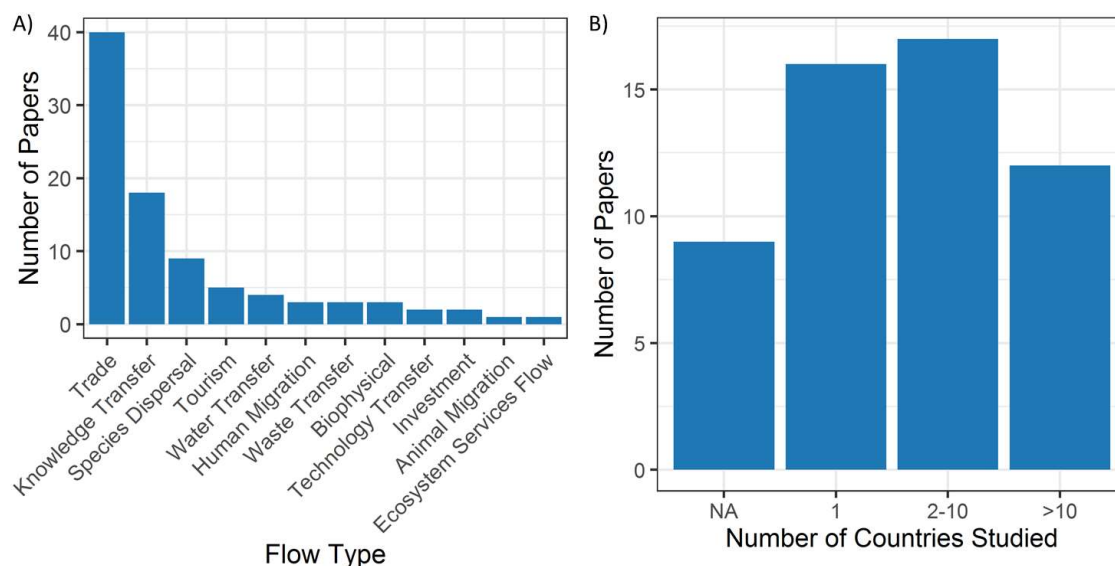 A)
Number of Papers
40
30
20
10
0
Trade
Knowledge Transfer
Species Dispersal
Tourism
Water Transfer
Human Migration
Waste Transfer
Biophysical
Technology Transfer
Investment
Animal Migration
Ecosystem Services Flow
Flow Type
B)
Number of Papers
15
10
5
0
NA
1
2-10
>10
Number of Countries Studied